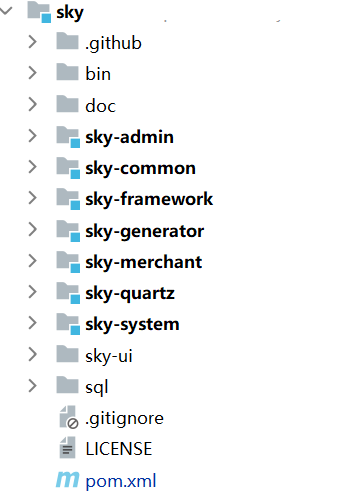 sky
.github
bin
doc
sky-admin
sky-common
sky-framework
sky-generator
sky-merchant
sky-quartz
sky-system
sky-ui
sql
.gitignore
LICENSE
pom.xml